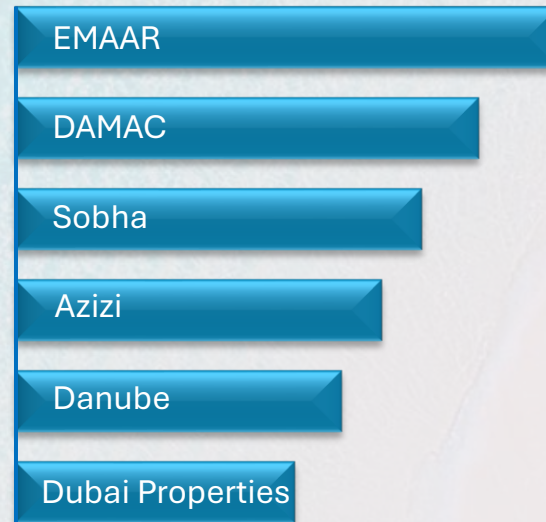 EMAAR
DAMAC
Sobha
Azizi
Danube
Dubai Properties